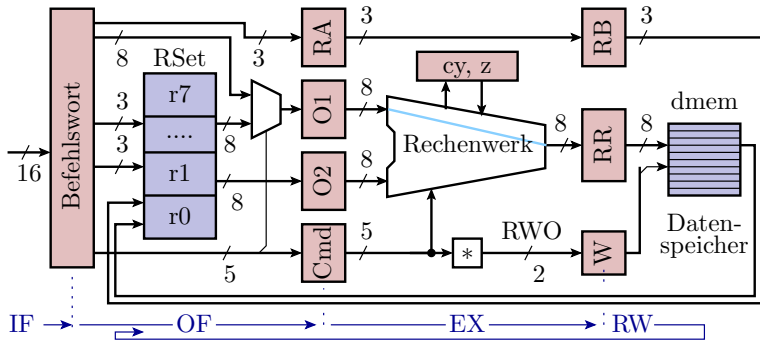 RA
3
RB
3
8
3
RSet
cy, z
r7
O1
8
dmem
3
....
8
Rechenwerk
8
RR
8
16
Befehlswort
3
r1
O2
8
8
r0
Daten-
speicher
5
Cmd
5
*
RWO
2
W
IF
OF
EX
RW